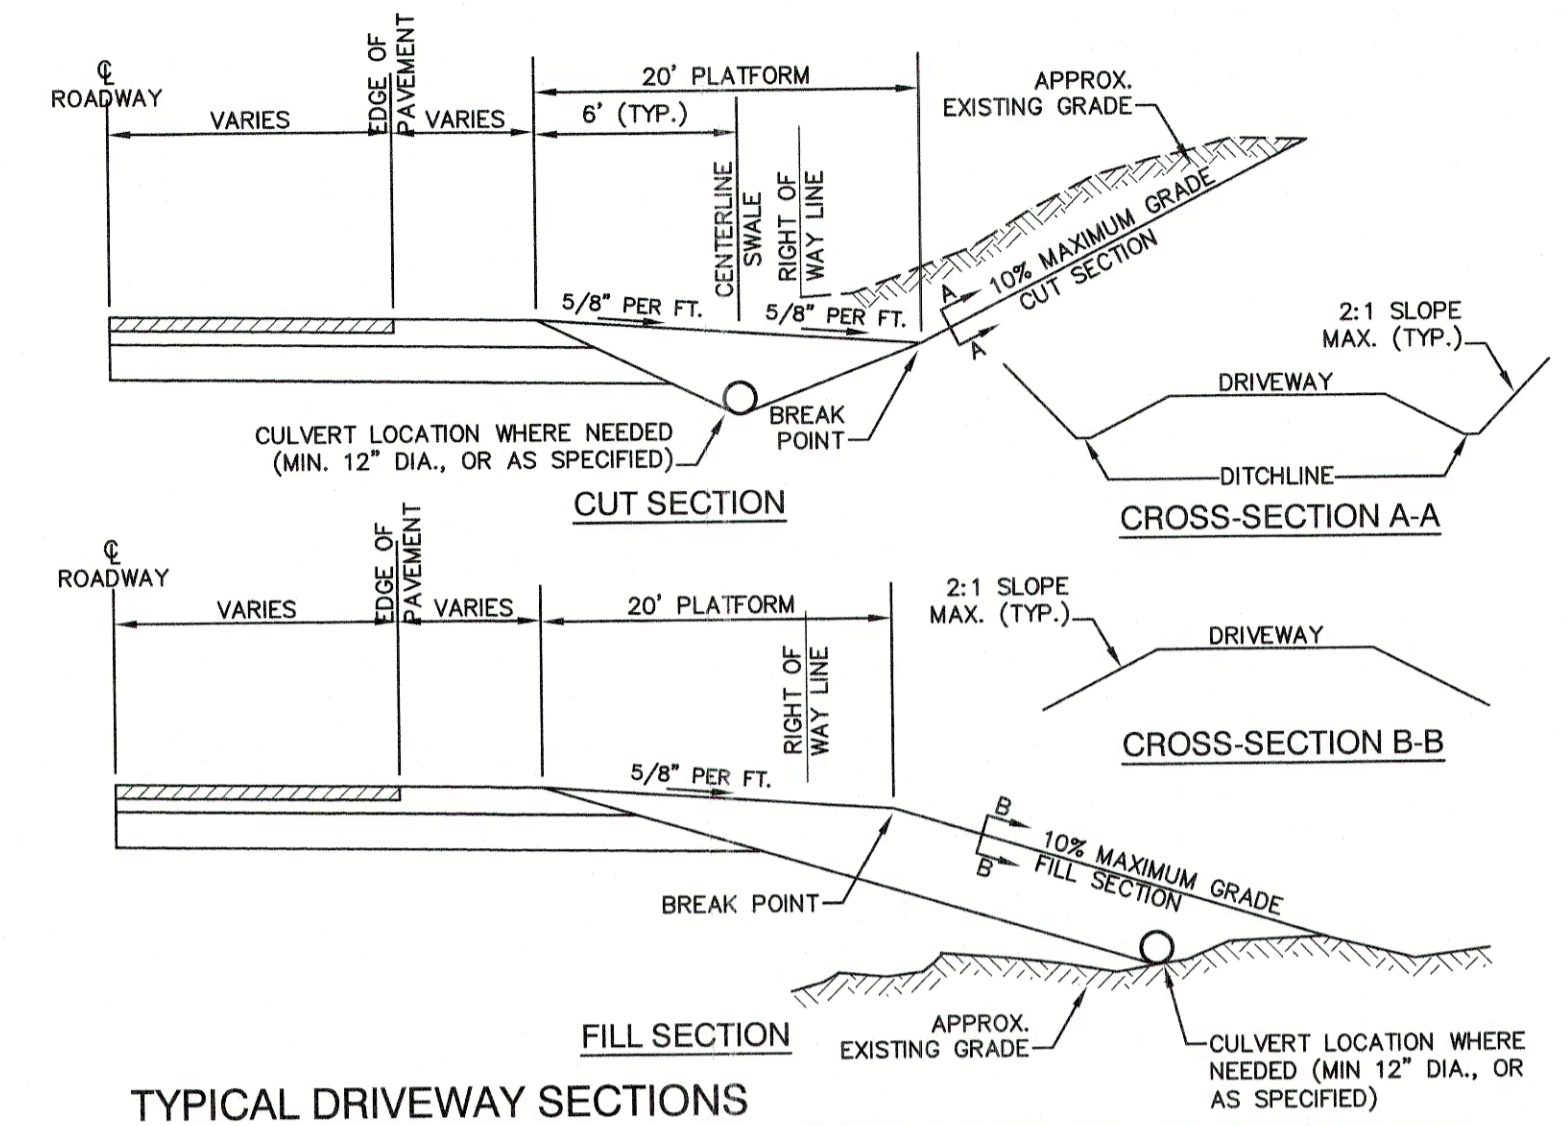 ℄
ROADWAY
VARIES
EDGE OF
PAVEMENT
VARIES
20' PLATFORM
6' (TYP.)
CENTERLINE
SWALE
RIGHT OF
WAY LINE
APPROX.
EXISTING GRADE
5/8" PER FT.
5/8" PER FT.
A
A
10% MAXIMUM GRADE
CUT SECTION
2:1 SLOPE
MAX. (TYP.)
DRIVEWAY
DITCHLINE
CROSS-SECTION A-A
BREAK
POINT
CULVERT LOCATION WHERE NEEDED
(MIN. 12" DIA., OR AS SPECIFIED)
CUT SECTION
℄
ROADWAY
VARIES
EDGE OF
PAVEMENT
VARIES
20' PLATFORM
RIGHT OF
WAY LINE
2:1 SLOPE
MAX. (TYP.)
DRIVEWAY
CROSS-SECTION B-B
5/8" PER FT.
B
B
10% MAXIMUM GRADE
FILL SECTION
BREAK POINT
APPROX.
EXISTING GRADE
CULVERT LOCATION WHERE
NEEDED (MIN 12" DIA., OR
AS SPECIFIED)
FILL SECTION
TYPICAL DRIVEWAY SECTIONS